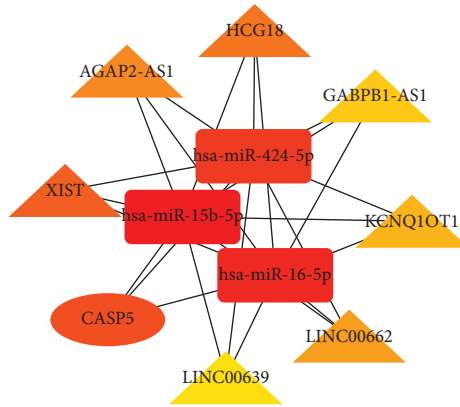 HCG18
AGAP2-AS1
GABPB1-AS1
hsa-miR-424-5p
XIST
hsa-miR-15b-5p
KCNQ1OT1
hsa-miR-16-5p
CASP5
LINC00662
LINC00639